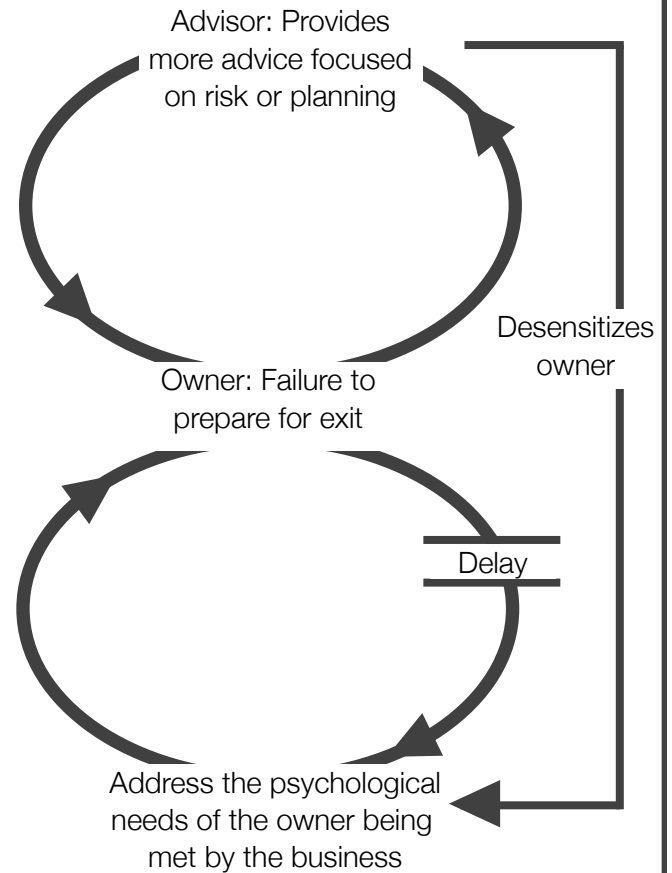 Advisor: Provides
more advice focused
on risk or planning
Desensitizes
owner
Owner: Failure to
prepare for exit
Delay
Address the psychological
needs of the owner being
met by the business